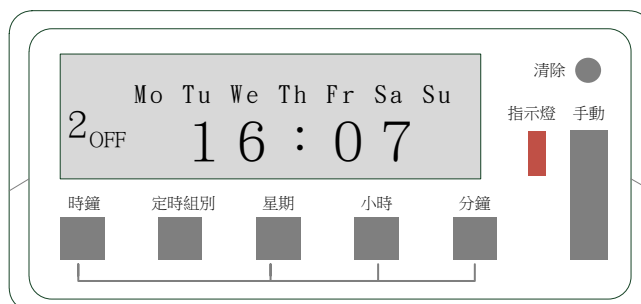 清除
Mo Tu We Th Fr Sa Su
指示燈 手動
2OFF 16:07
時鐘 定時組別 星期 小時 分鐘